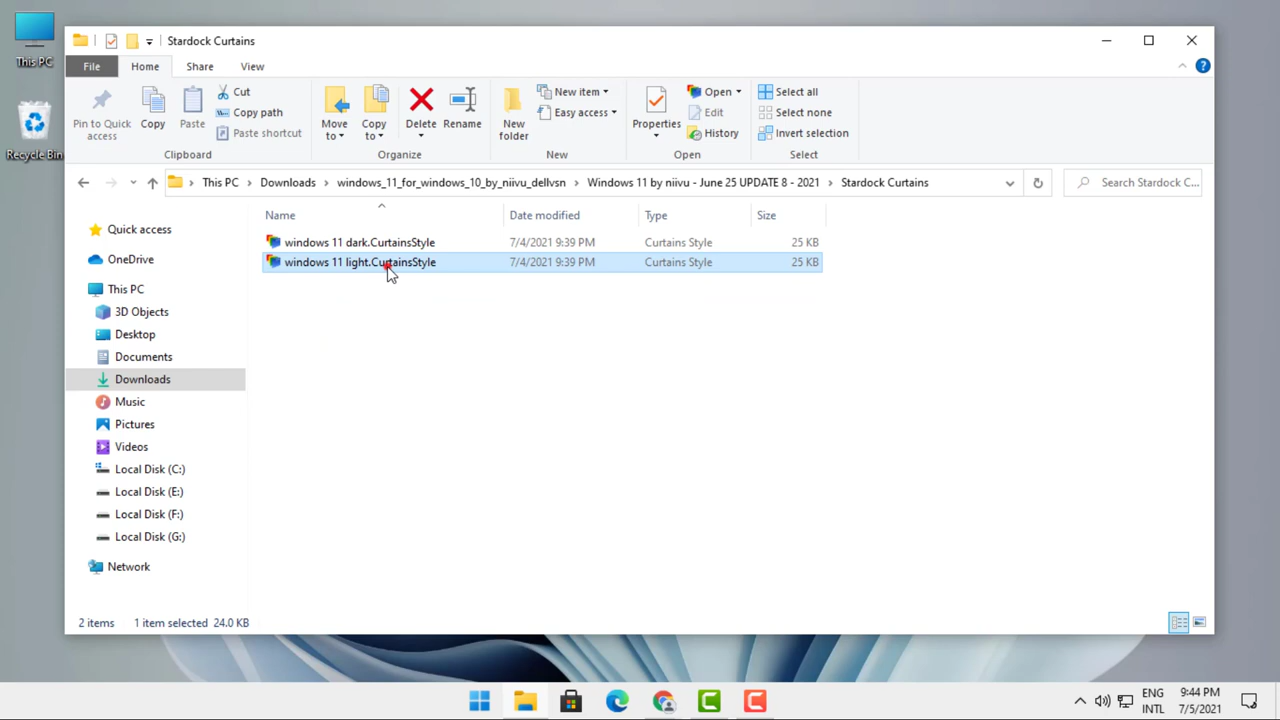 This PC
Recycle Bin
Stardock Curtains
File Home Share View
Pin to Quick access
Copy
Paste
Cut
Copy path
Paste shortcut
Clipboard
Move to
Copy to
Delete
Rename
Organize
New folder
New item
Easy access
New
Properties
Open
Edit
History
Open
Select all
Select none
Invert selection
Select
This PC > Downloads > windows_11_for_windows_10_by_niivu_dellvsn > Windows 11 by niivu - June 25 UPDATE 8 - 2021 > Stardock Curtains
Search Stardock C...
Name Date modified Type Size
windows 11 dark.CurtainsStyle 7/4/2021 9:39 PM Curtains Style 25 KB
windows 11 light.CurtainsStyle 7/4/2021 9:39 PM Curtains Style 25 KB
Quick access
OneDrive
This PC
3D Objects
Desktop
Documents
Downloads
Music
Pictures
Videos
Local Disk (C:)
Local Disk (E:)
Local Disk (F:)
Local Disk (G:)
Network
2 items 1 item selected 24.0 KB
ENG
INTL
9:44 PM
7/5/2021